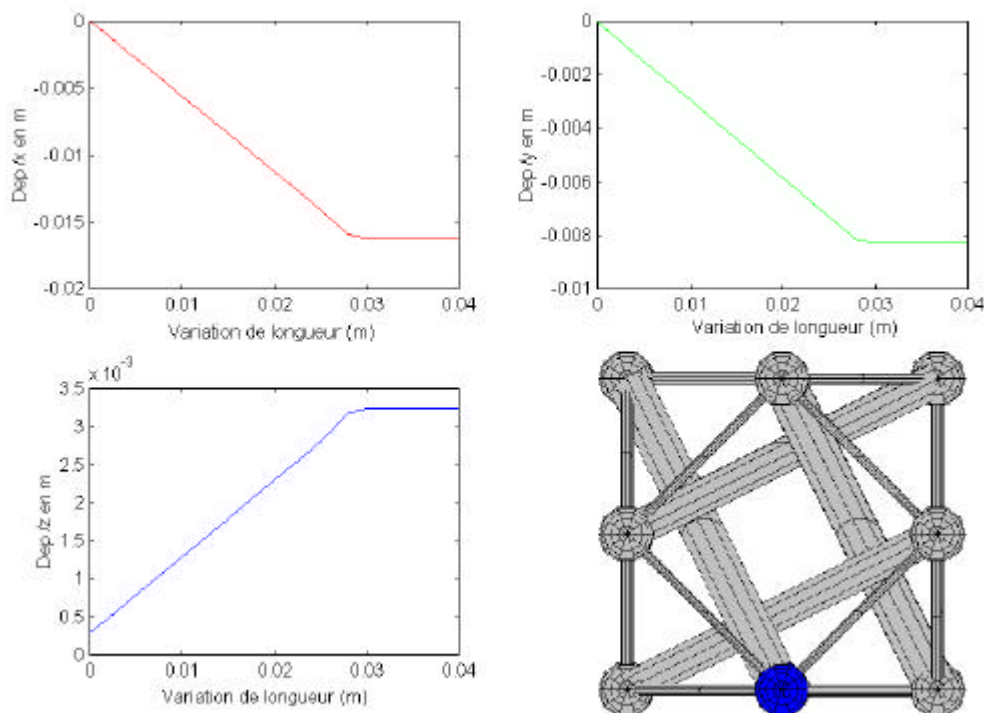 0
-0.005
-0.01
-0.015
-0.02
Dep /x en m
0 0.01 0.02 0.03 0.04
Variation de longueur (m)
0
-0.002
-0.004
-0.006
-0.008
-0.01
Dep /y en m
0 0.01 0.02 0.03 0.04
Variation de longueur (m)
x 10⁻³
3.5
3
2.5
2
1.5
1
0.5
0
Dep /z en m
0 0.01 0.02 0.03 0.04
Variation de longueur (m)